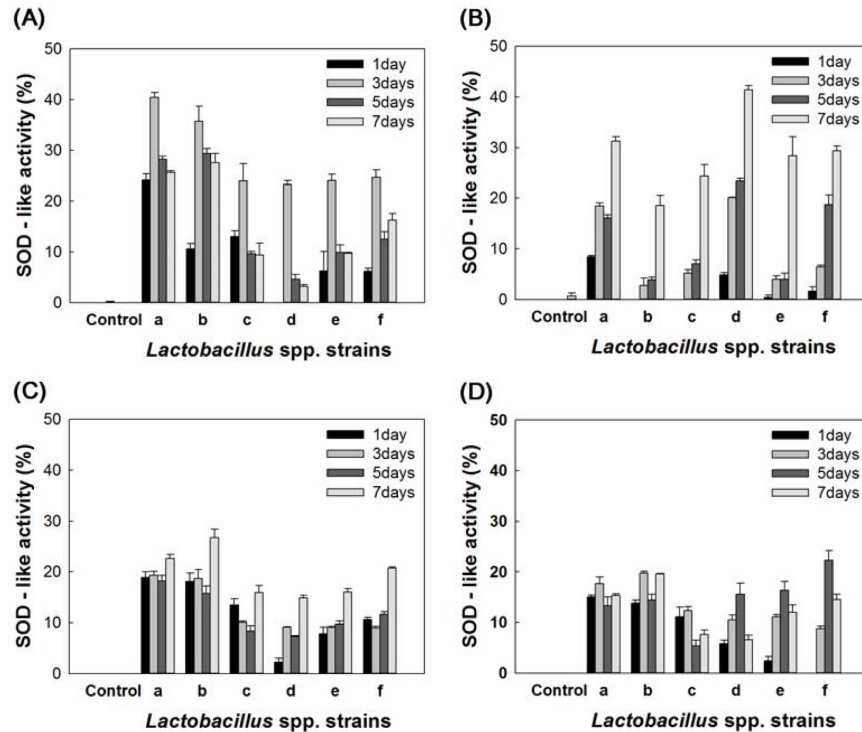 (A)
50
40
30
20
10
0
SOD - like activity (%)
1day
3days
5days
7days
Control a b c d e f
Lactobacillus spp. strains
(B)
50
40
30
20
10
0
SOD - like activity (%)
1day
3days
5days
7days
Control a b c d e f
Lactobacillus spp. strains
(C)
50
40
30
20
10
0
SOD - like activity (%)
1day
3days
5days
7days
Control a b c d e f
Lactobacillus spp. strains
(D)
50
40
30
20
10
0
SOD - like activity (%)
1day
3days
5days
7days
Control a b c d e f
Lactobacillus spp. strains